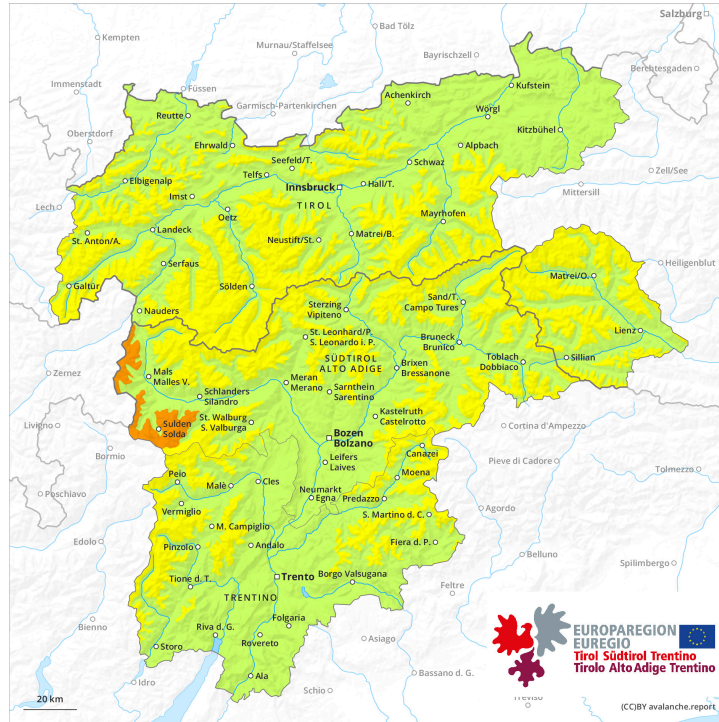 Salzburg
Bad Tölz
Kempten
Murnau/Staffelsee
Bayrischzell
Berchtesgaden
Immenstadt
Füssen
Garmisch-Partenkirchen
Achenkirch
Kufstein
Reutte
Wörgl
Oberstdorf
Ehrwald
Kitzbühel
Seefeld/T.
Alpbach
Schwaz
Telfs
Zell/See
Elbigenalp
Innsbruck
Hall/T.
Imst
Mittersill
Lech
TIROL
Oetz
Mayrhofen
Landeck
St. Anton/A.
Neustift/St.
Matrei/B.
Serfaus
Heiligenblut
Matrei/O.
Galtür
Sölden
Sand/T.
Campo Tures
Nauders
Sterzing
Vipiteno
Lienz
St. Leonhard/P.
S. Leonardo i. P.
Bruneck
Brunico
Toblach
Dobbiaco
Sillian
SÜDTIROL
ALTO ADIGE
Brixen
Bressanone
Zernez
Mals
Malles V.
Meran
Merano
Schlanders
Silandro
Sarnthein
Sarentino
St. Walburg
S. Valburga
Kastelruth
Castelrotto
Livigno
Sulden
Solda
Bozen
Bolzano
Cortina d'Ampezzo
Canazei
Bormio
Leifers
Laives
Pieve di Cadore
Moena
Peio
Tolmezzo
Malè
Cles
Poschiavo
Neumarkt
Egna
Predazzo
Vermiglio
Agordo
S. Martino d. C.
M. Campiglio
Edolo
Pinzolo
Andalo
Fiera d. P.
Belluno
Spilimbergo
Tione d. T.
Trento
Borgo Valsugana
Feltre
TRENTINO
Folgaria
Bienno
Riva d. G.
Storo
Rovereto
Asiago
Ala
Idro
Bassano d. G.
Schio
Treviso
EUROPAREGION
EUREGIO
Tirol Südtirol Trentino
Tirolo Alto Adige Trentino
20 km
(CC)BY avalanche.report